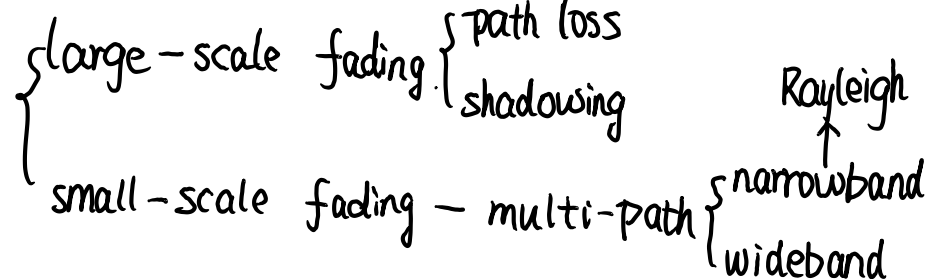 large-scale fading
path loss
shadowing
Rayleigh
small-scale fading - multi-path
narrowband
wideband